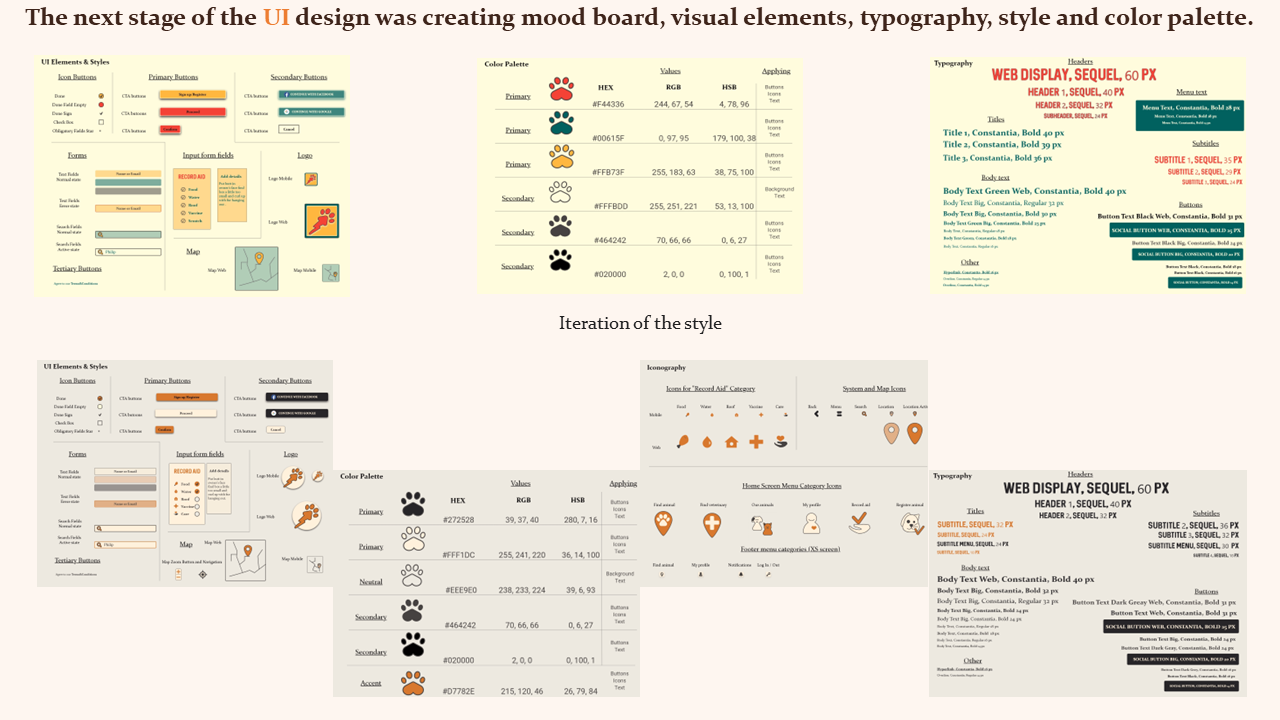 The next stage of the UI design was creating mood board, visual elements, typography, style and color palette.
UI Elements & Styles
Icon Buttons
Primary Buttons
Secondary Buttons
Done
Done Field Empty
Done Sign
Check Box
Obligatory Fields Star
CTA buttons
Sign up/Register
CTA buttons
Proceed
CTA buttons
CTA buttons
CONTINUE WITH FACEBOOK
CTA buttons
CONTINUE WITH GOOGLE
CTA buttons
Cancel
Forms
Input form fields
Logo
Text Fields
Normal state
Name or Email
Text Fields
Error state
Name or Email
Search Fields
Normal state
Search Fields
Active state
Philip
RECORD AID
Food
Water
Roof
Vaccine
Add details
Logo Mobile
Logo Web
Map
Map Web
Map Mobile
Tertiary Buttons
Color Palette
Values
Applying
HEX
RGB
HSB
Buttons
Icons
Text
Primary
#F44336
244, 67, 54
4, 78, 96
Primary
#00615F
0, 97, 95
179, 100, 38
Buttons
Icons
Text
Primary
#FFB73F
255, 183, 63
38, 75, 100
Buttons
Icons
Text
Secondary
#FFFBDD
255, 251, 221
53, 13, 100
Background
Text
Secondary
#464242
70, 66, 66
0, 6, 27
Buttons
Icons
Text
Secondary
#020000
2, 0, 0
0, 100, 1
Buttons
Icons
Text
Typography
Headers
WEB DISPLAY, SEQUEL, 60 PX
HEADER 1, SEQUEL, 40 PX
HEADER 2, SEQUEL, 32 PX
SUBHEADER, SEQUEL, 24 PX
Menu text
Menu Text, Constantia, Bold 28 px
Titles
Title 1, Constantia, Bold 40 px
Title 2, Constantia, Bold 39 px
Title 3, Constantia, Bold 36 px
Subtitles
SUBTITLE 1, SEQUEL, 35 PX
SUBTITLE 2, SEQUEL, 29 PX
SUBTITLE 3, SEQUEL, 24 PX
Body text
Body Text Green Web, Constantia, Bold 40 px
Body Text Big, Constantia, Regular 32 px
Body Text Big, Constantia, Bold 30 px
Body Text Green Big, Constantia, Bold 25 px
Buttons
Button Text Black Web, Constantia, Bold 31 px
SOCIAL BUTTON WEB, CONSTANTIA, BOLD 25 PX
Button Text Black Big, Constantia, Bold 24 px
SOCIAL BUTTON BIG, CONSTANTIA, BOLD 20 PX
Other
Iteration of the style
UI Elements & Styles
Icon Buttons
Primary Buttons
Secondary Buttons
Done
Done Field Empty
Done Sign
Check Box
Obligatory Fields Star
CTA buttons
Sign up/Register
CTA buttons
Proceed
CTA buttons
CTA buttons
CONTINUE WITH FACEBOOK
CTA buttons
CONTINUE WITH GOOGLE
CTA buttons
Cancel
Forms
Input form fields
Logo
Text Fields
Normal state
Name or Email
Text Fields
Error state
Name or Email
Search Fields
Normal state
Search Fields
Active state
Philip
RECORD AID
Food
Water
Roof
Vaccine
Care
Add details
Logo Mobile
Logo Web
Map
Map Web
Map Zoom Button and Navigation
Map Mobile
Tertiary Buttons
Color Palette
Values
Applying
HEX
RGB
HSB
Buttons
Icons
Text
Primary
#272528
39, 37, 40
280, 7, 16
Primary
#FFF1DC
255, 241, 220
36, 14, 100
Buttons
Icons
Text
Neutral
#EEE9E0
238, 233, 224
39, 6, 93
Background
Text
Secondary
#464242
70, 66, 66
0, 6, 27
Buttons
Icons
Text
Secondary
#020000
2, 0, 0
0, 100, 1
Buttons
Icons
Text
Accent
#D7782E
215, 120, 46
26, 79, 84
Buttons
Icons
Text
Iconography
Icons for "Record Aid" Category
System and Map Icons
Mobile
Food
Water
Roof
Vaccine
Care
Back
Menu
Search
Location
Location Acti
Web
Home Screen Menu Category Icons
Find animal
Find veterinary
Our animals
My profile
Record aid
Register animal
Footer menu categories (XS screen)
Find animal
My profile
Notifications
Log In / Out
Typography
Headers
WEB DISPLAY, SEQUEL, 60 PX
HEADER 1, SEQUEL, 40 PX
HEADER 2, SEQUEL, 32 PX
Titles
SUBTITLE, SEQUEL, 32 PX
SUBTITLE, SEQUEL, 24 PX
SUBTITLE MENU, SEQUEL, 24 PX
Subtitles
SUBTITLE 2, SEQUEL, 36 PX
SUBTITLE 3, SEQUEL, 32 PX
SUBTITLE MENU, SEQUEL, 30 PX
Body text
Body Text Web, Constantia, Bold 40 px
Body Text Big, Constantia, Bold 32 px
Body Text Big, Constantia, Regular 32 px
Body Text Big, Constantia, Bold 24 px
Body Text Big, Constantia, Bold 24 px
Buttons
Body Text Dark Greay Web, Constantia, Bold 31 px
Button Text Web, Constantia, Bold 31 px
SOCIAL BUTTON WEB, CONSTANTIA, BOLD 25 PX
Button Text Big, Constantia, Bold 24 px
Button Text Dark Gray, Constantia, Bold 24 px
SOCIAL BUTTON BIG, CONSTANTIA, BOLD 20 PX
Other